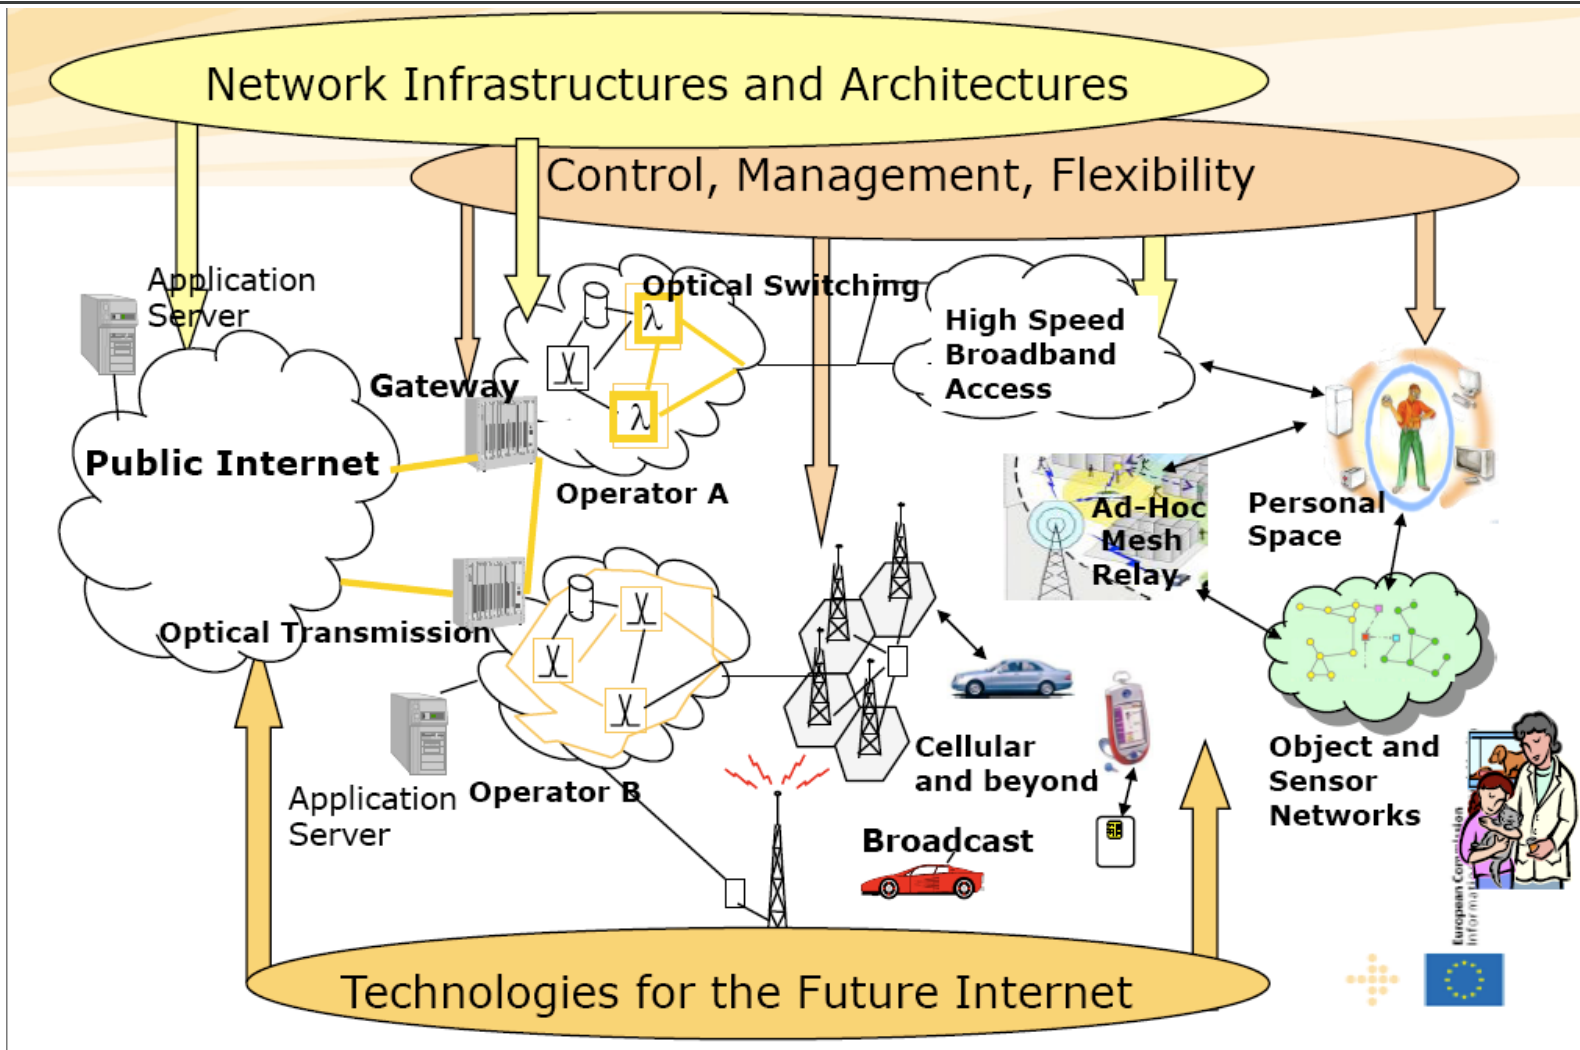 Network Infrastructures and Architectures
Control, Management, Flexibility
Application
Server
Optical Switching
High Speed
Broadband
Access
λ
λ
Gateway
Public Internet
Operator A
Ad-Hoc
Mesh
Relay
Personal
Space
Optical Transmission
Application
Server
Operator B
Cellular
and beyond
Broadcast
Object and
Sensor
Networks
European Commission
Technologies for the Future Internet